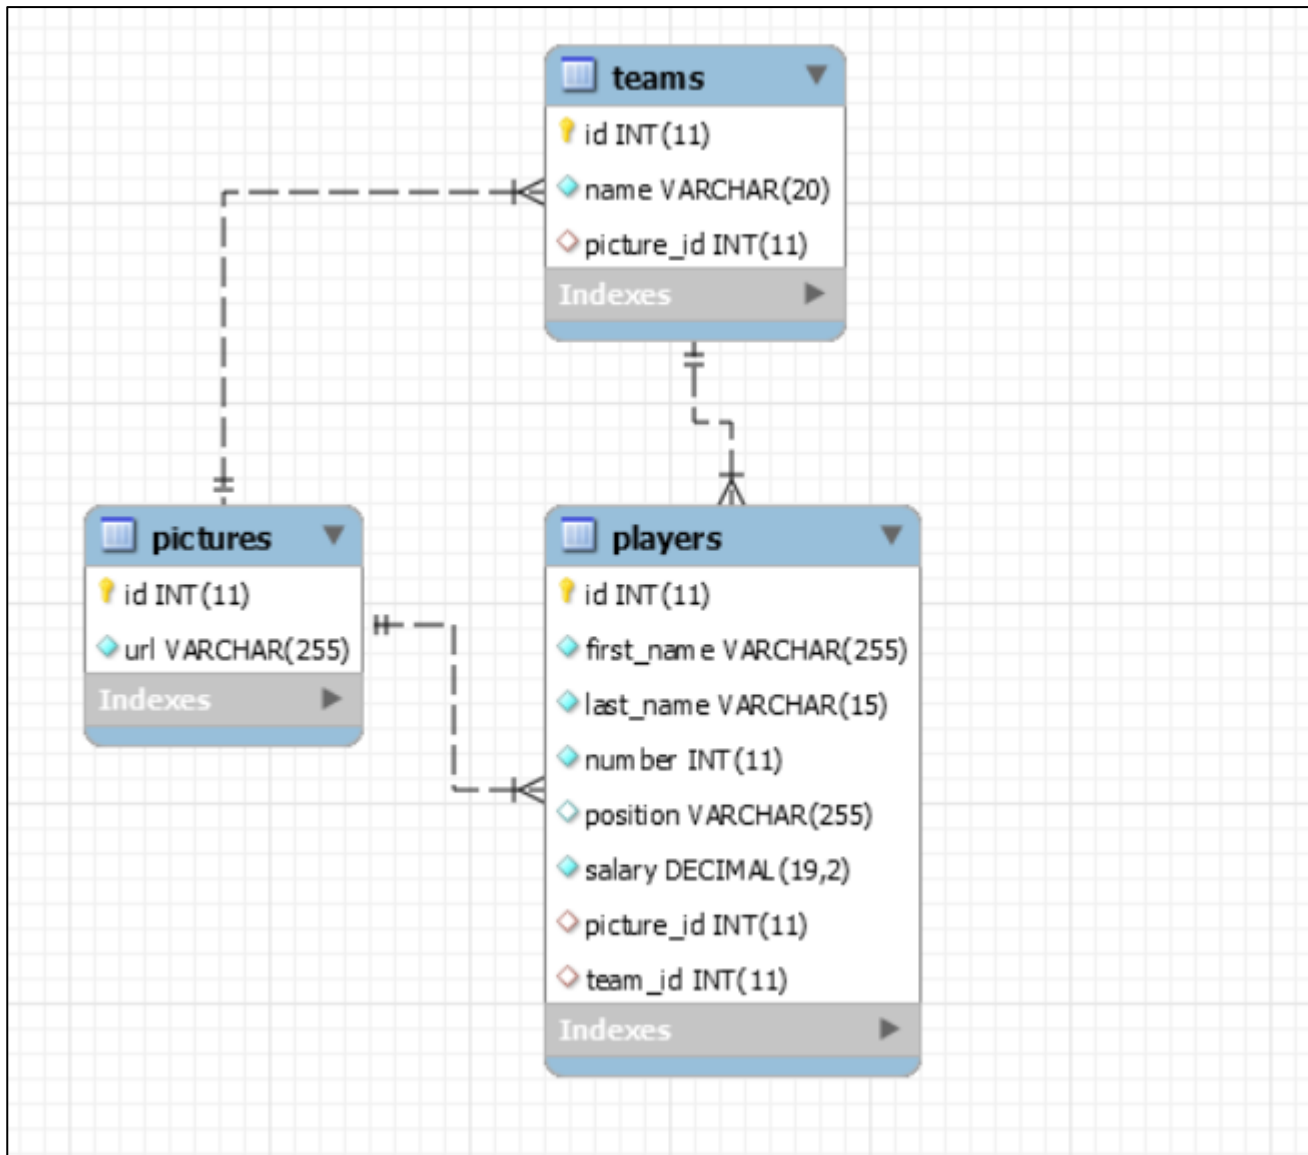 teams
id INT(11)
name VARCHAR(20)
picture_id INT(11)
Indexes
pictures
id INT(11)
url VARCHAR(255)
Indexes
players
id INT(11)
first_name VARCHAR(255)
last_name VARCHAR(15)
number INT(11)
position VARCHAR(255)
salary DECIMAL(19,2)
picture_id INT(11)
team_id INT(11)
Indexes